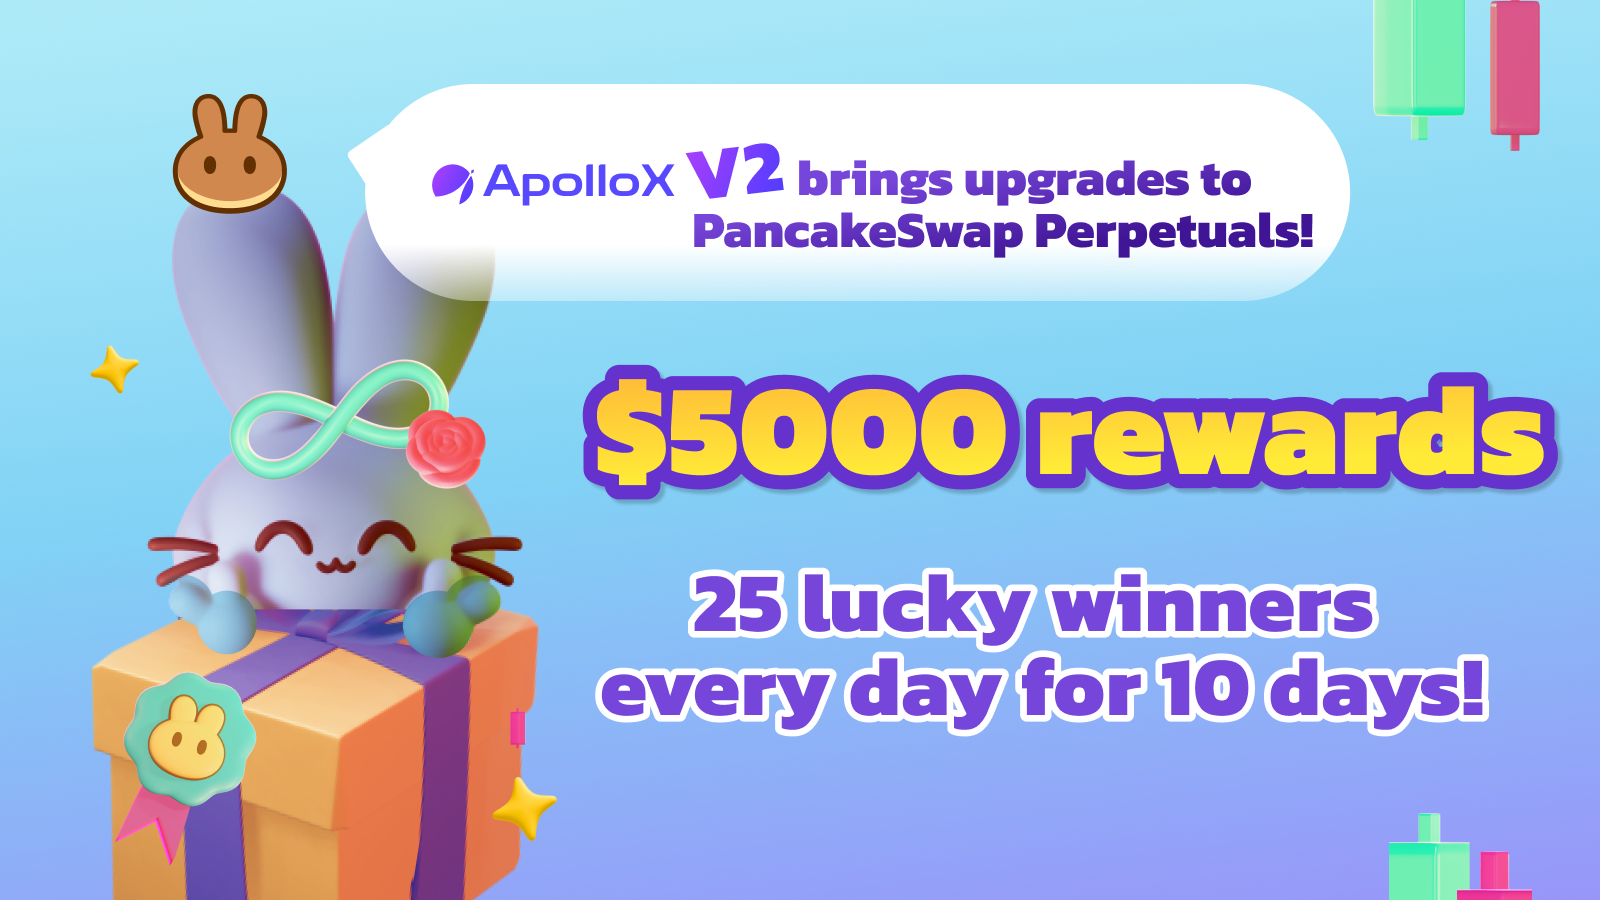 ApolloX V2 brings upgrades to
PancakeSwap Perpetuals!
$5000 rewards
25 lucky winners
every day for 10 days!